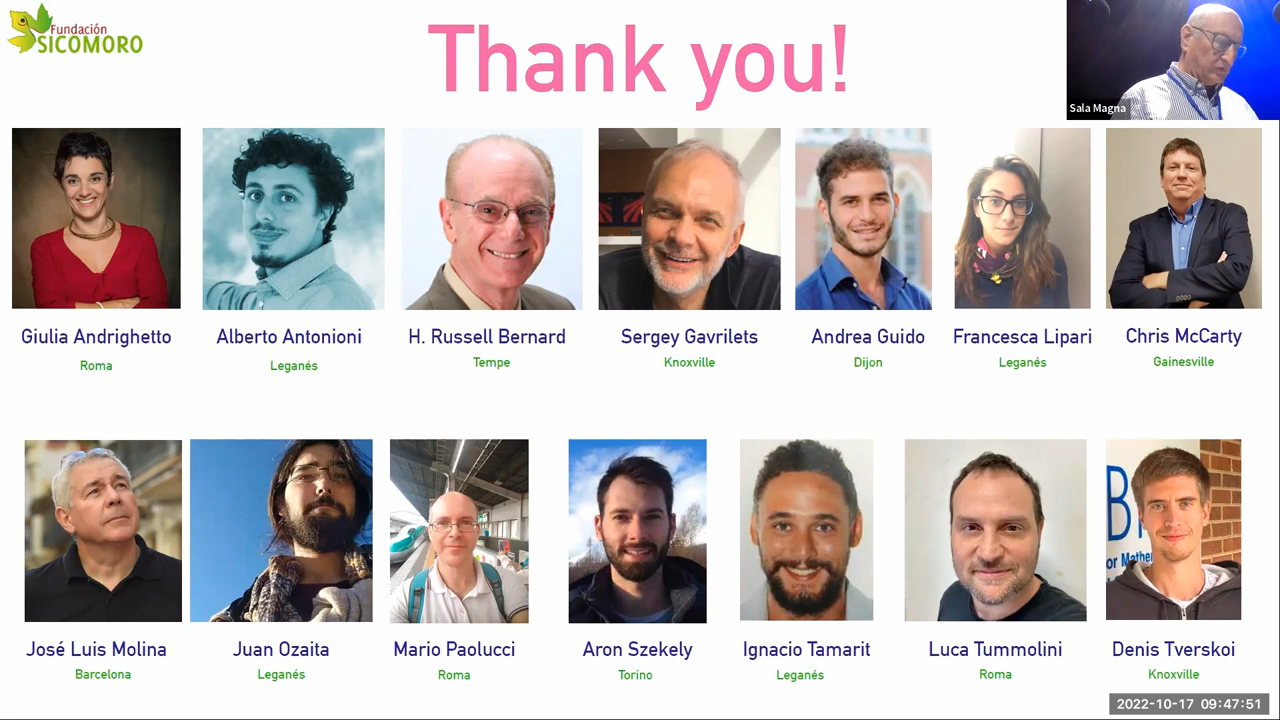 Fundación
SICOMORO
Thank you!
Sala Magna
Giulia Andrighetto
Roma
Alberto Antonioni
Leganés
H. Russell Bernard
Tempe
Sergey Gavrilets
Knoxville
Andrea Guido
Dijon
Francesca Lipari
Leganés
Chris McCarty
Gainesville
B
or Mathe
José Luis Molina
Barcelona
Juan Ozaita
Leganés
Mario Paolucci
Roma
Aron Szekely
Torino
Ignacio Tamarit
Leganés
Luca Tummolini
Roma
Denis Tverskoi
Knoxville
2022-10-17 09:47:51